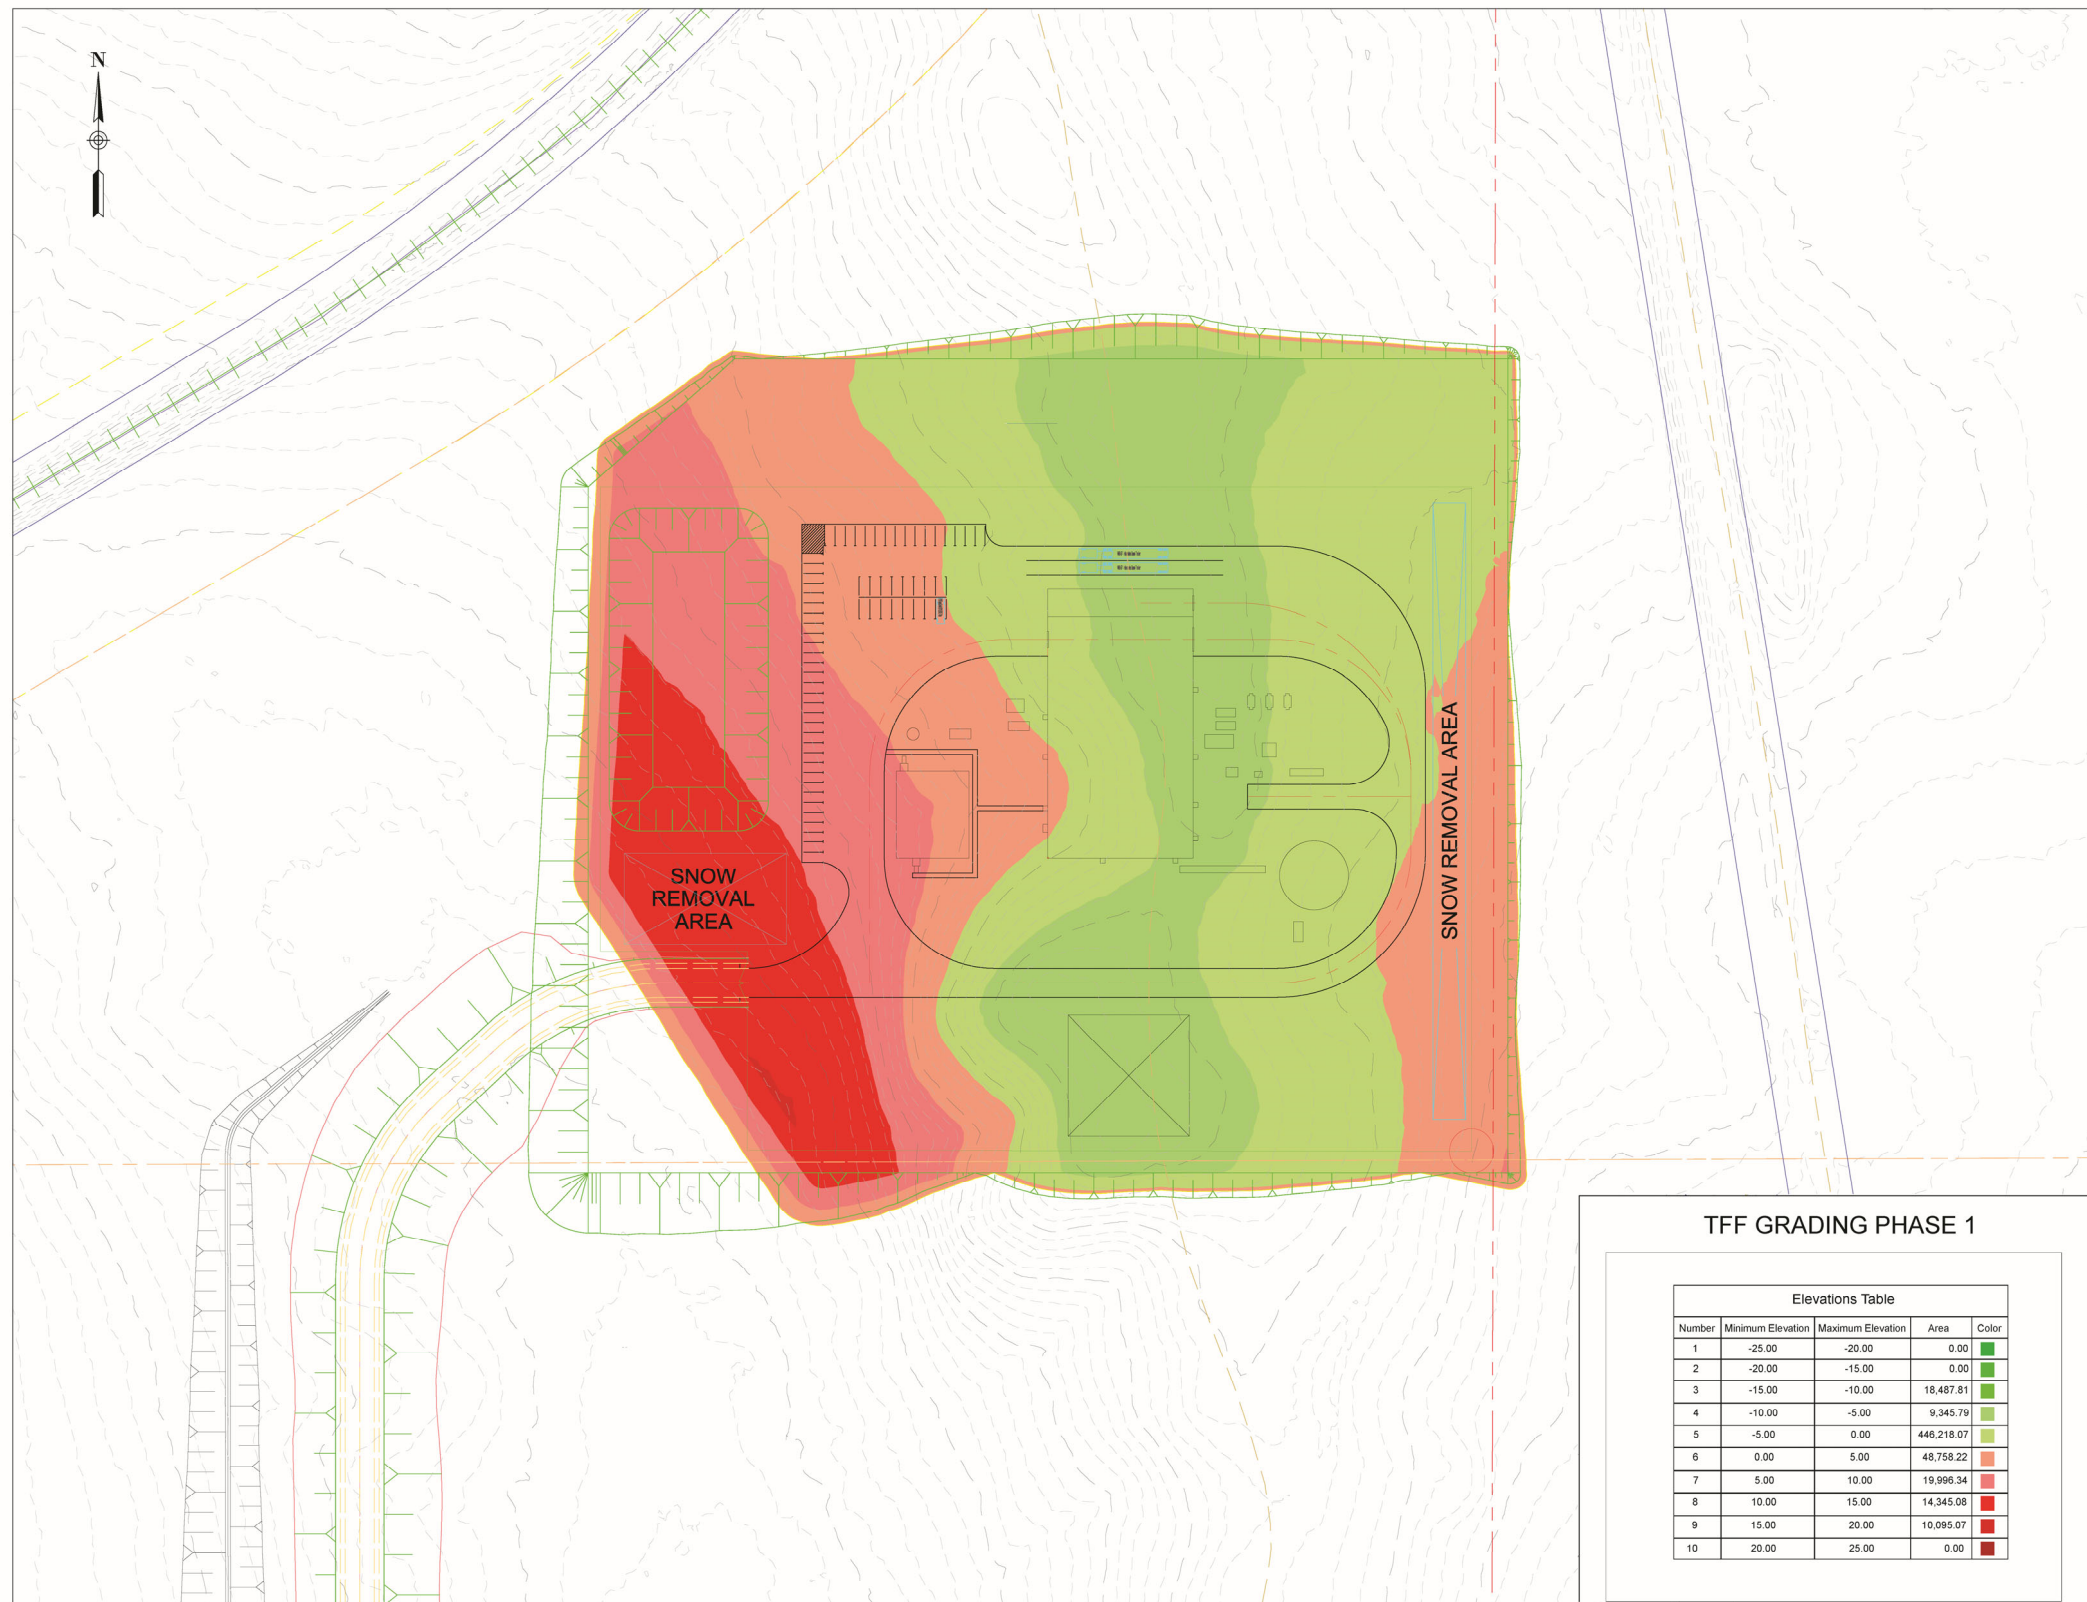 N
SNOW
REMOVAL
AREA
SNOW REMOVAL AREA
TFF GRADING PHASE 1
Elevations Table
Number Minimum Elevation Maximum Elevation Area Color
1 -25.00 -20.00 0.00
2 -20.00 -15.00 0.00
3 -15.00 -10.00 18,487.81
4 -10.00 -5.00 9,345.79
5 -5.00 0.00 446,218.07
6 0.00 5.00 48,758.22
7 5.00 10.00 19,996.34
8 10.00 15.00 14,345.08
9 15.00 20.00 10,095.07
10 20.00 25.00 0.00